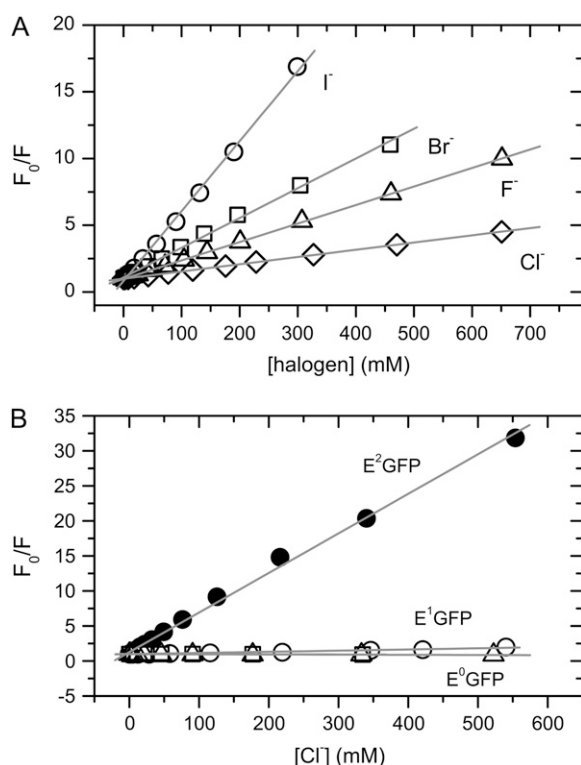 A
F₀/F
20
15
10
5
0
I⁻
Br⁻
F⁻
Cl⁻
0 100 200 300 400 500 600 700
[halogen] (mM)
B
F₀/F
35
30
25
20
15
10
5
0
-5
E²GFP
E¹GFP
E⁰GFP
0 100 200 300 400 500 600
[Cl⁻] (mM)